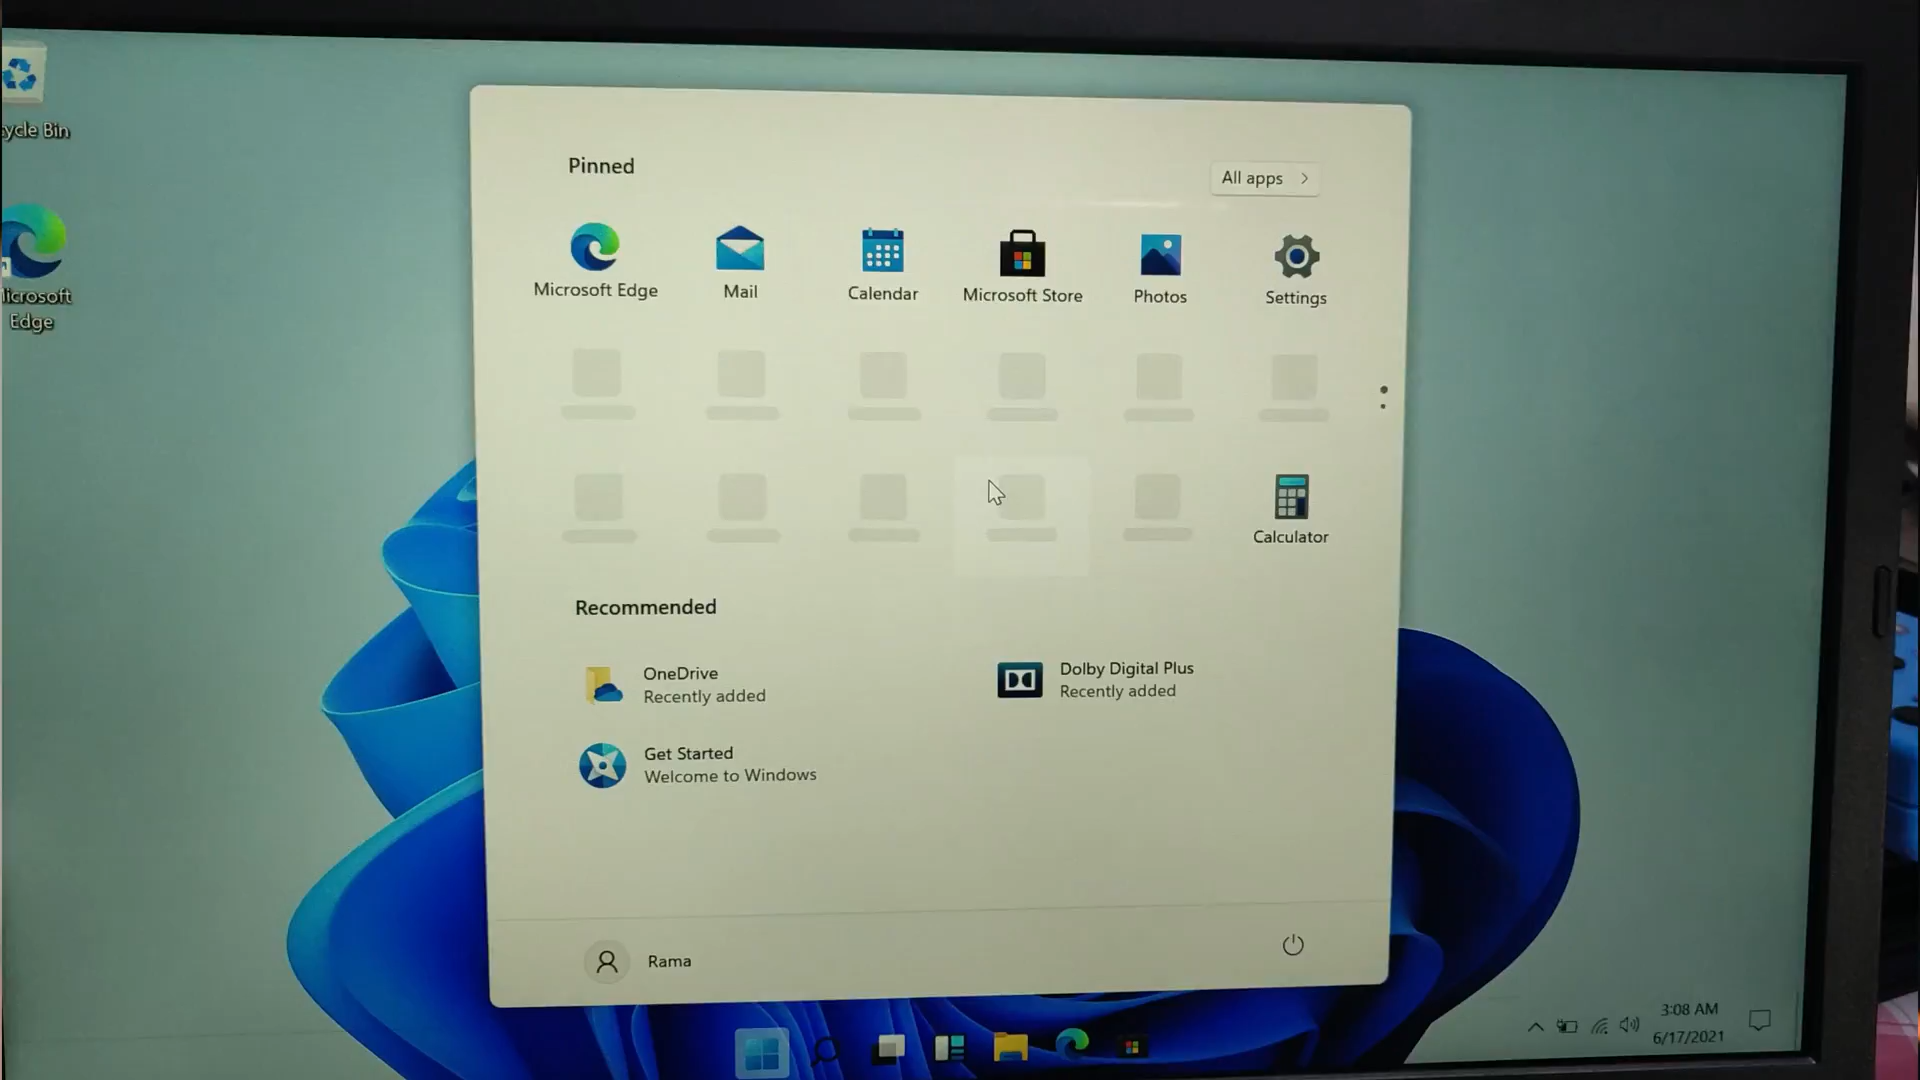 ycle Bin
Microsoft
Edge
Pinned
All apps
Microsoft Edge
Mail
Calendar
Microsoft Store
Photos
Settings
Calculator
Recommended
OneDrive
Recently added
Dolby Digital Plus
Recently added
Get Started
Welcome to Windows
Rama
3:08 AM
6/17/2021